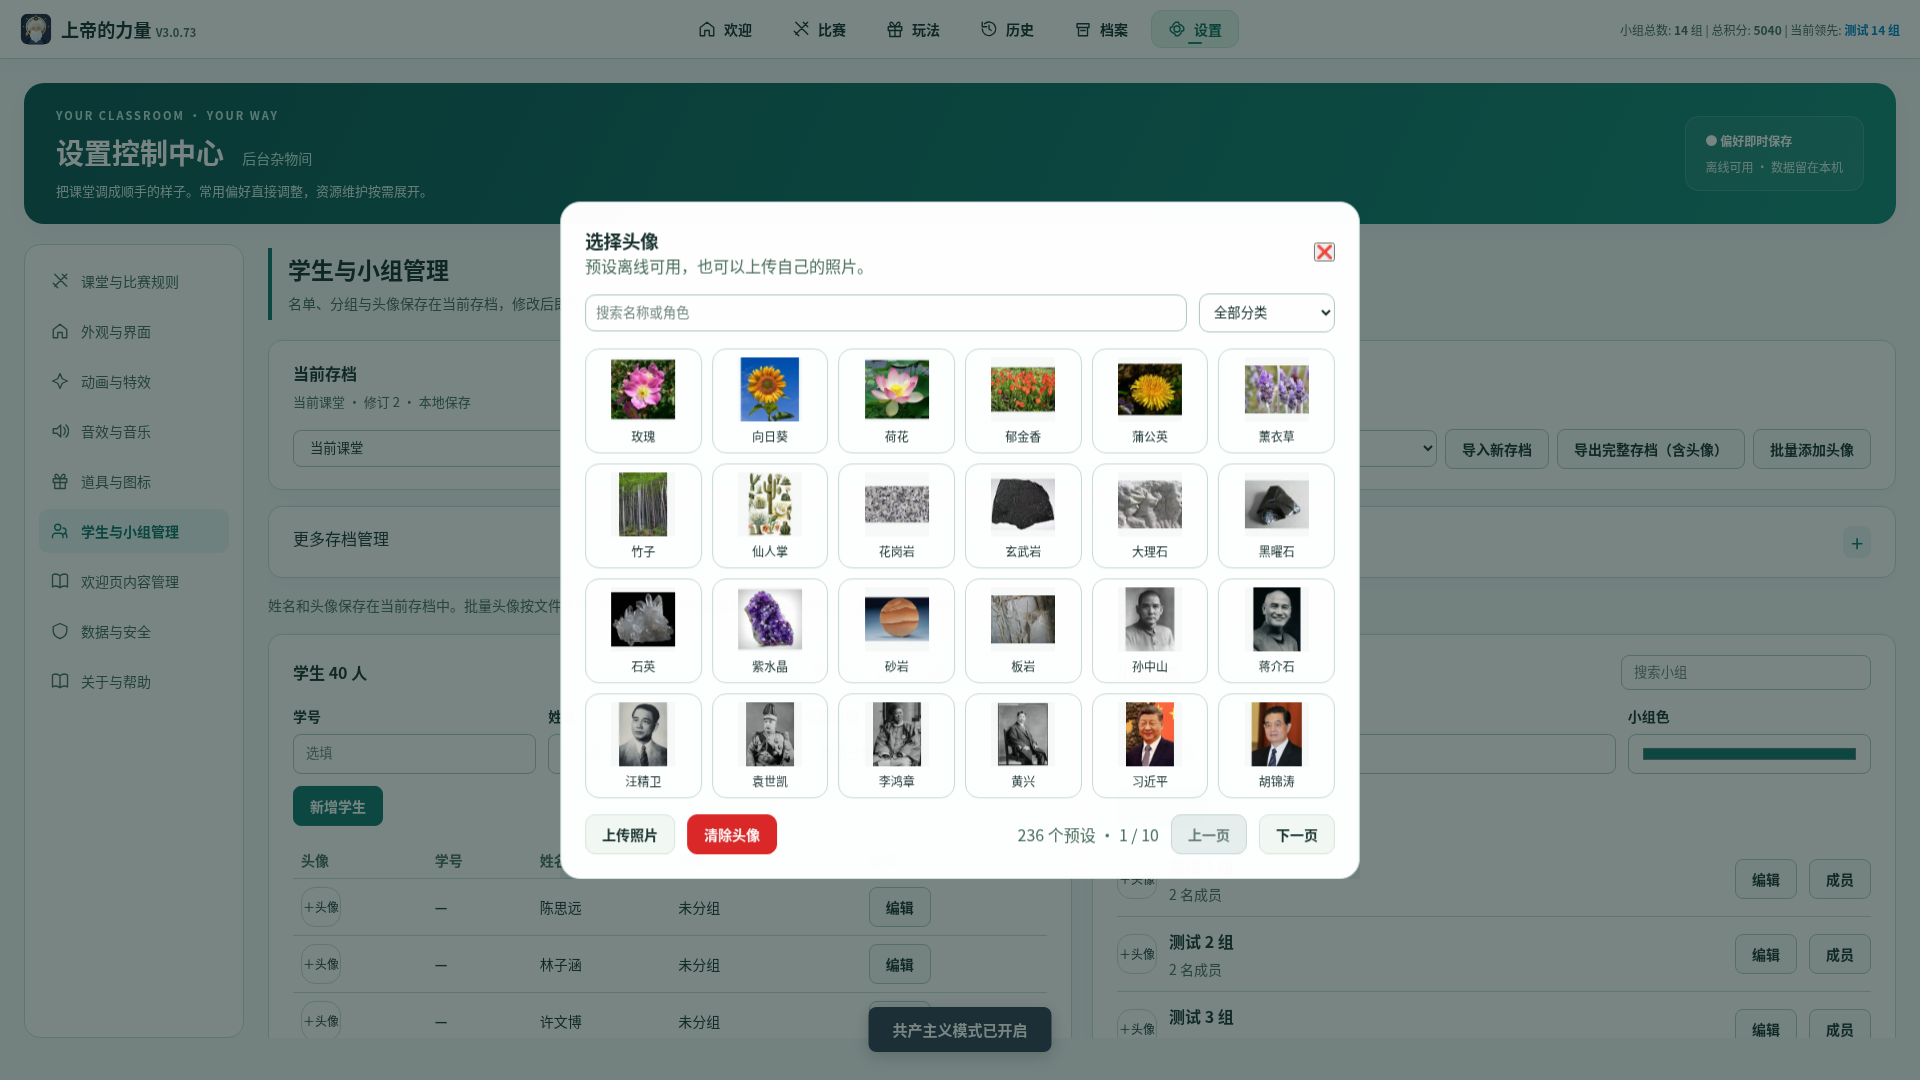 上帝的力量 V3.0.73
欢迎
比赛
玩法
历史
档案
设置
小组总数: 14 组 | 总积分: 5040 | 当前领先: 测试 14 组
YOUR CLASSROOM · YOUR WAY
设置控制中心 后台杂物间
把课堂调成顺手的样子。常用偏好直接调整，资源维护按需展开。
偏好即时保存
离线可用 · 数据留在本机
课堂与比赛规则
外观与界面
动画与特效
音效与音乐
道具与图标
学生与小组管理
欢迎页内容管理
数据与安全
关于与帮助
学生与小组管理
名单、分组与头像保存在当前存档，修改后
当前存档
当前课堂 · 修订 2 · 本地保存
当前课堂
导入新存档
导出完整存档（含头像）
批量添加头像
更多存档管理
+
姓名和头像保存在当前存档中。批量头像按文件
学生 40 人
学号
选填
新增学生
头像 学号
+头像 — 陈思远 未分组 编辑
+头像 — 林子涵 未分组 编辑
+头像 — 许文博 未分组
搜索小组
小组色
2 名成员
编辑 成员
+头像 测试 2 组
2 名成员
编辑 成员
+头像 测试 3 组
编辑 成员
选择头像
预设离线可用，也可以上传自己的照片。
搜索名称或角色
全部分类
玫瑰 向日葵 荷花 郁金香 蒲公英 薰衣草
竹子 仙人掌 花岗岩 玄武岩 大理石 黑曜石
石英 紫水晶 砂岩 板岩 孙中山 蒋介石
汪精卫 袁世凯 李鸿章 黄兴 习近平 胡锦涛
上传照片
清除头像
236 个预设 · 1 / 10
上一页
下一页
共产主义模式已开启